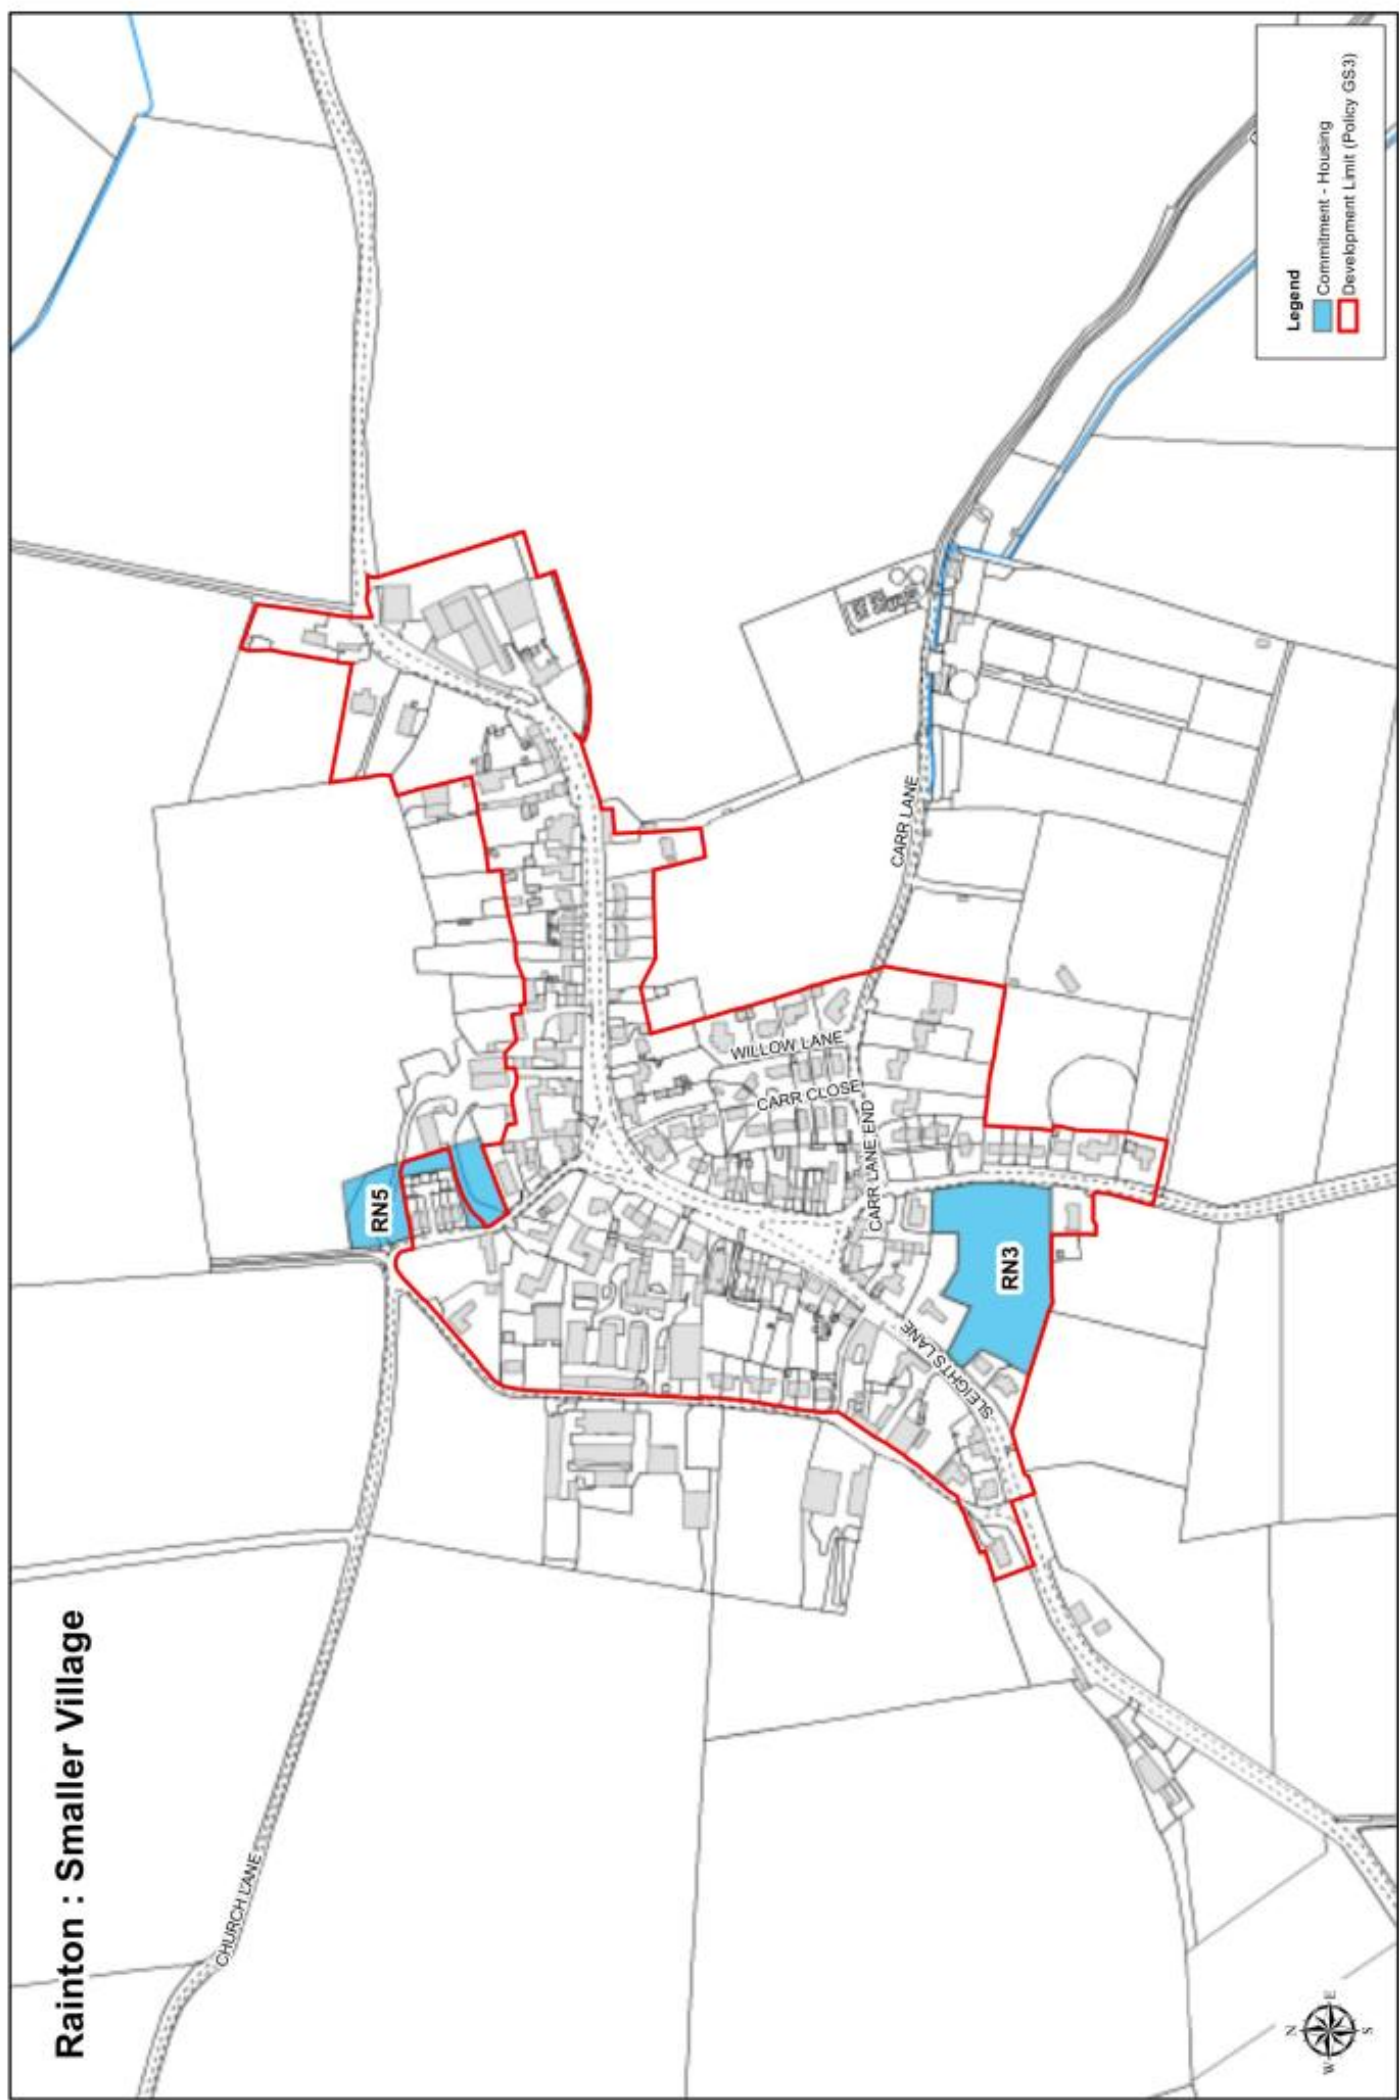 Rainton : Smaller Village
CHURCH LANE
RN5
WILLOW LANE
CARR CLOSE
CARR LANE END
CARR LANE
SLEIGHTS LANE
RN3
Legend
Commitment - Housing
Development Limit (Policy GS3)
N
W E
S